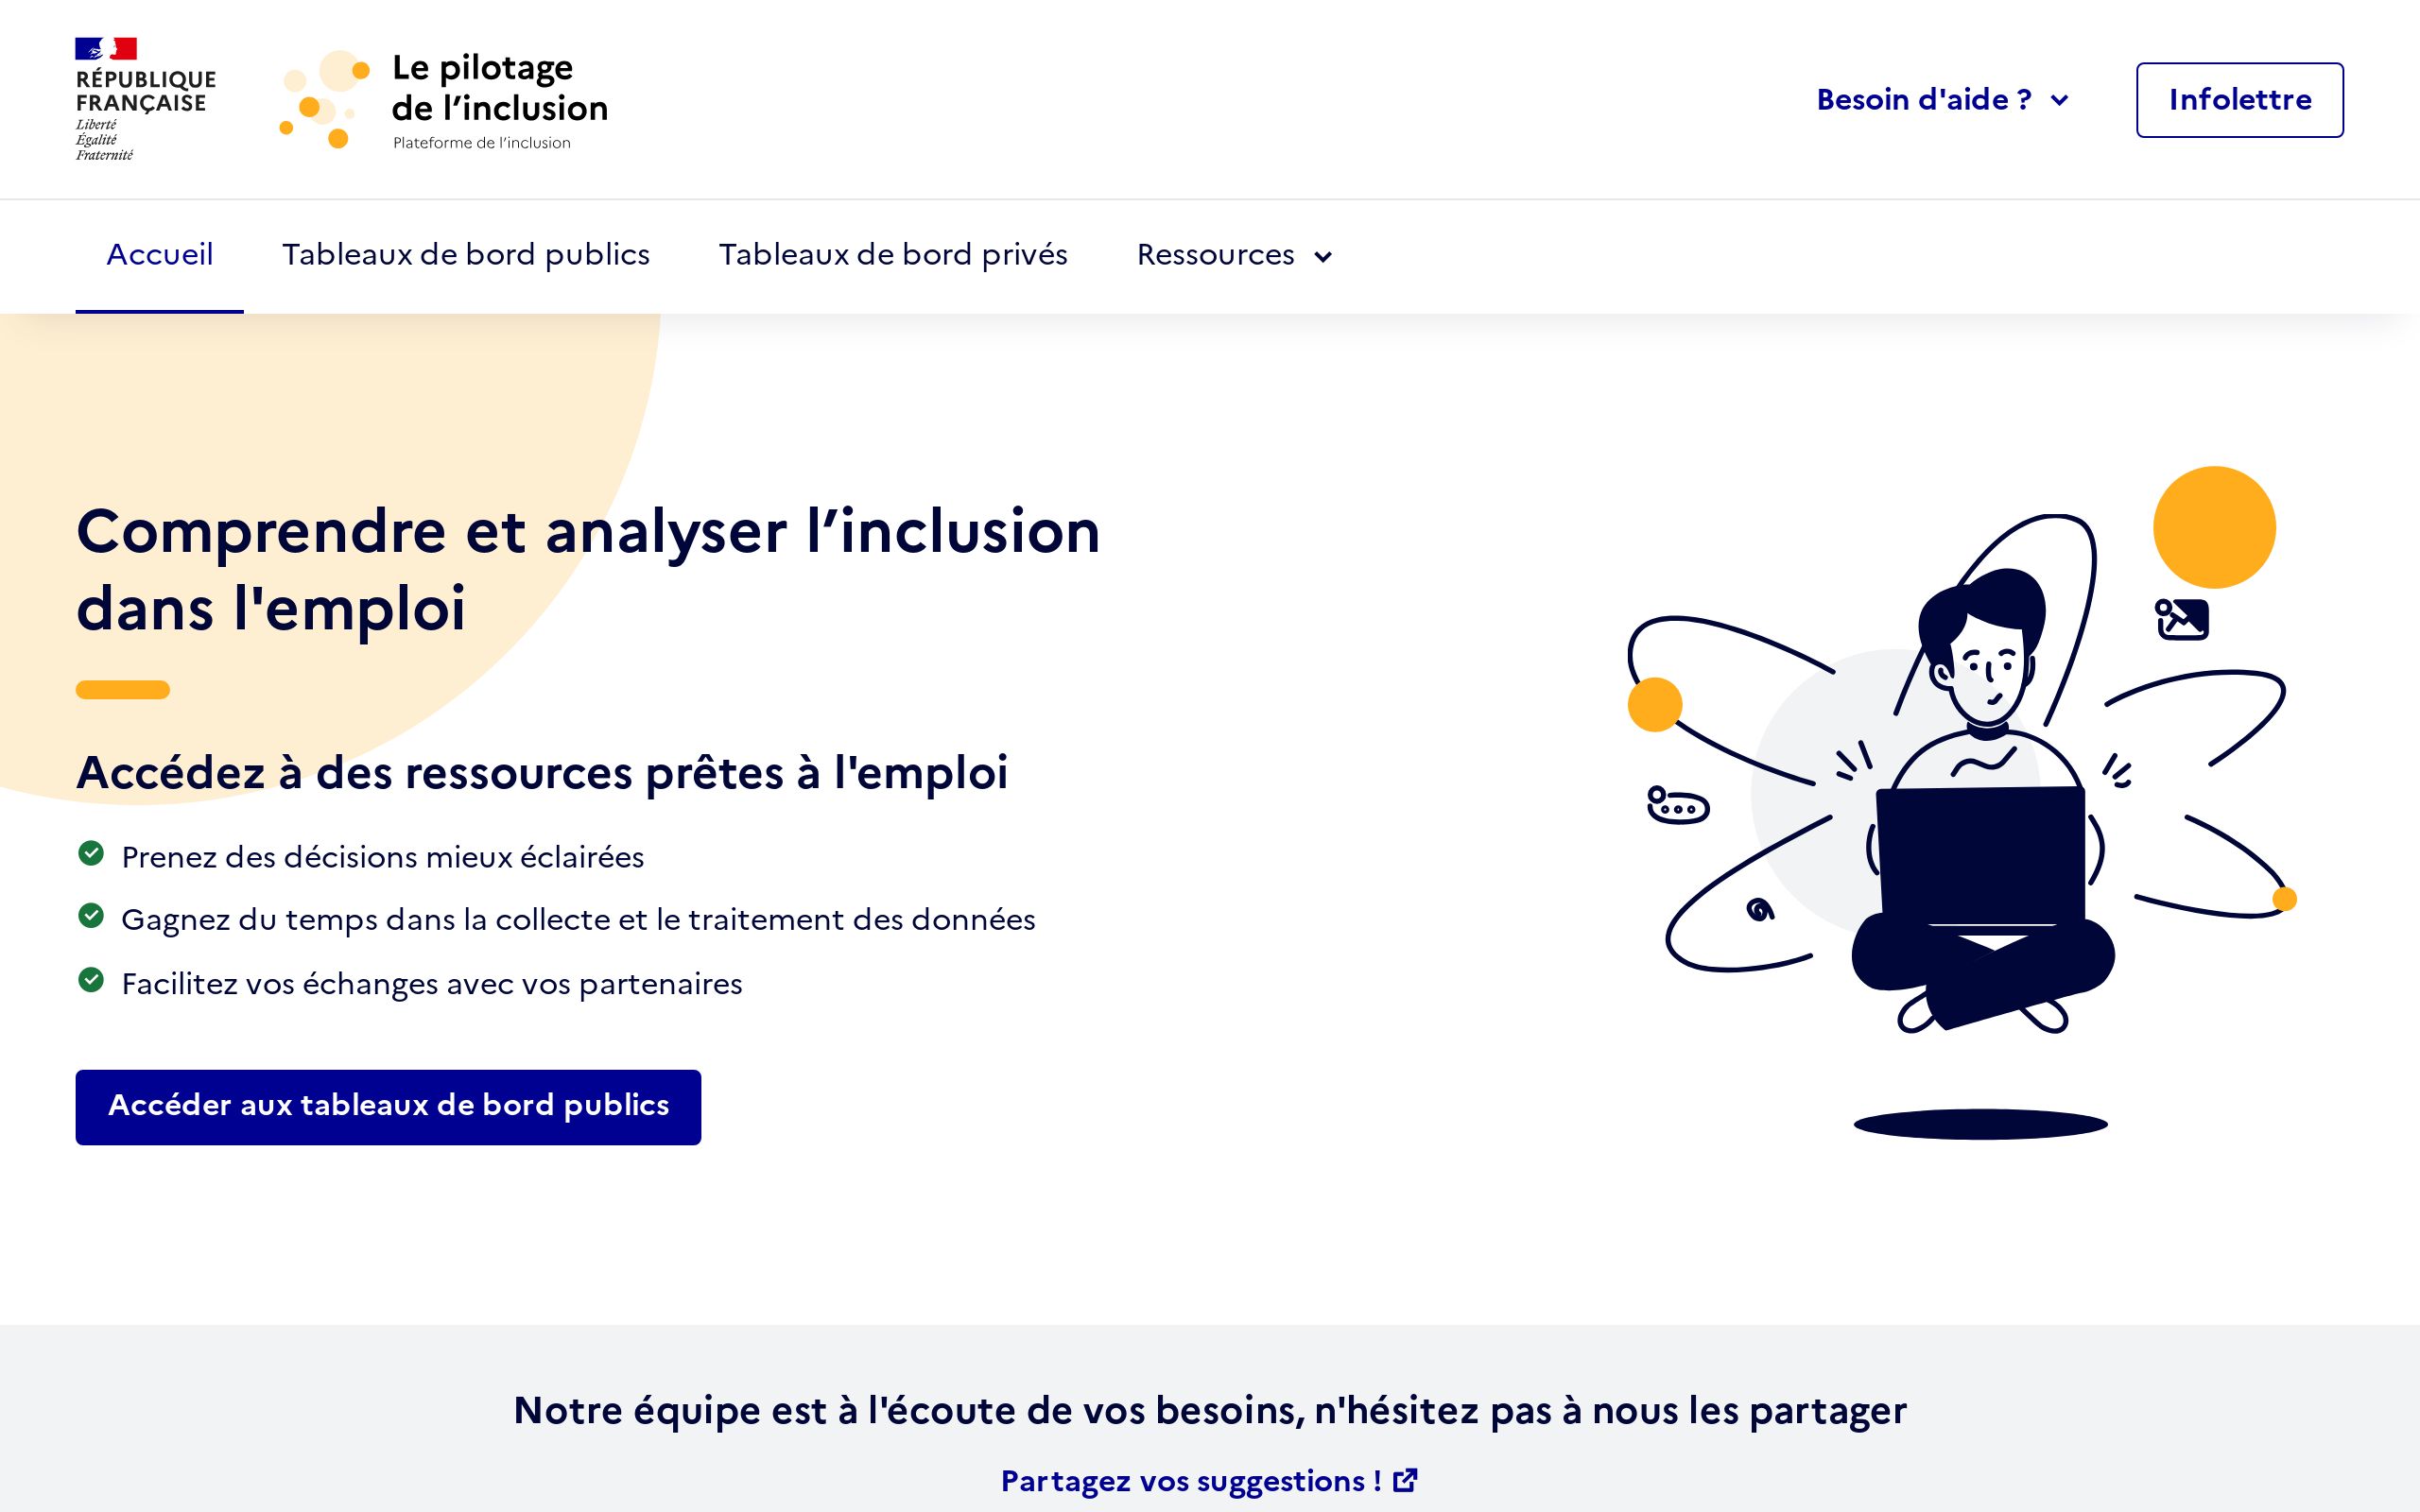 RÉPUBLIQUE
FRANÇAISE
Liberté
Égalité
Fraternité
Le pilotage
de l’inclusion
Plateforme de l’inclusion
Besoin d'aide ?
Infolettre
Accueil
Tableaux de bord publics
Tableaux de bord privés
Ressources
Comprendre et analyser l’inclusion
dans l'emploi
Accédez à des ressources prêtes à l'emploi
Prenez des décisions mieux éclairées
Gagnez du temps dans la collecte et le traitement des données
Facilitez vos échanges avec vos partenaires
Accéder aux tableaux de bord publics
Notre équipe est à l'écoute de vos besoins, n'hésitez pas à nous les partager
Partagez vos suggestions !